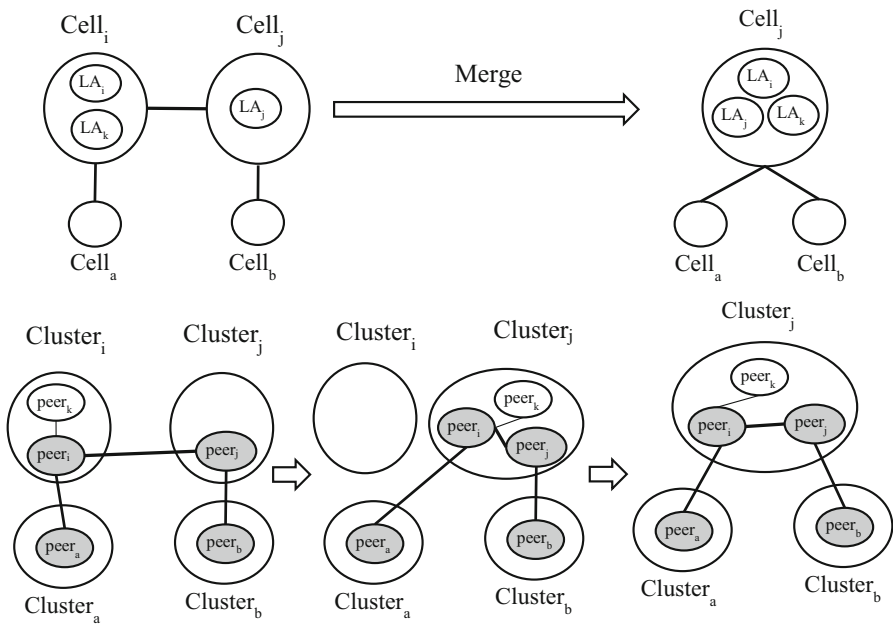 Cell_i
Cell_j
Cell_j
Merge
LA_i
LA_k
LA_j
LA_i
LA_j
LA_k
Cell_a
Cell_b
Cell_a
Cell_b
Cluster_i
Cluster_j
Cluster_i
Cluster_j
Cluster_j
peer_k
peer_i
peer_j
peer_a
peer_b
peer_k
peer_i
peer_j
peer_a
peer_b
peer_k
peer_i
peer_j
peer_a
peer_b
Cluster_a
Cluster_b
Cluster_a
Cluster_b
Cluster_a
Cluster_b